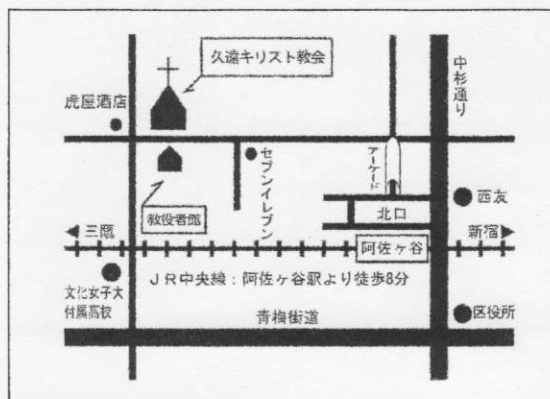 久遠キリスト教会
中杉通り
虎屋酒店
アーケード
セブンイレブン
西友
教役者館
北口
三鷹
新宿
阿佐ヶ谷
JR中央線:阿佐ヶ谷駅より徒歩8分
文化女子大
付属高校
青梅街道
区役所